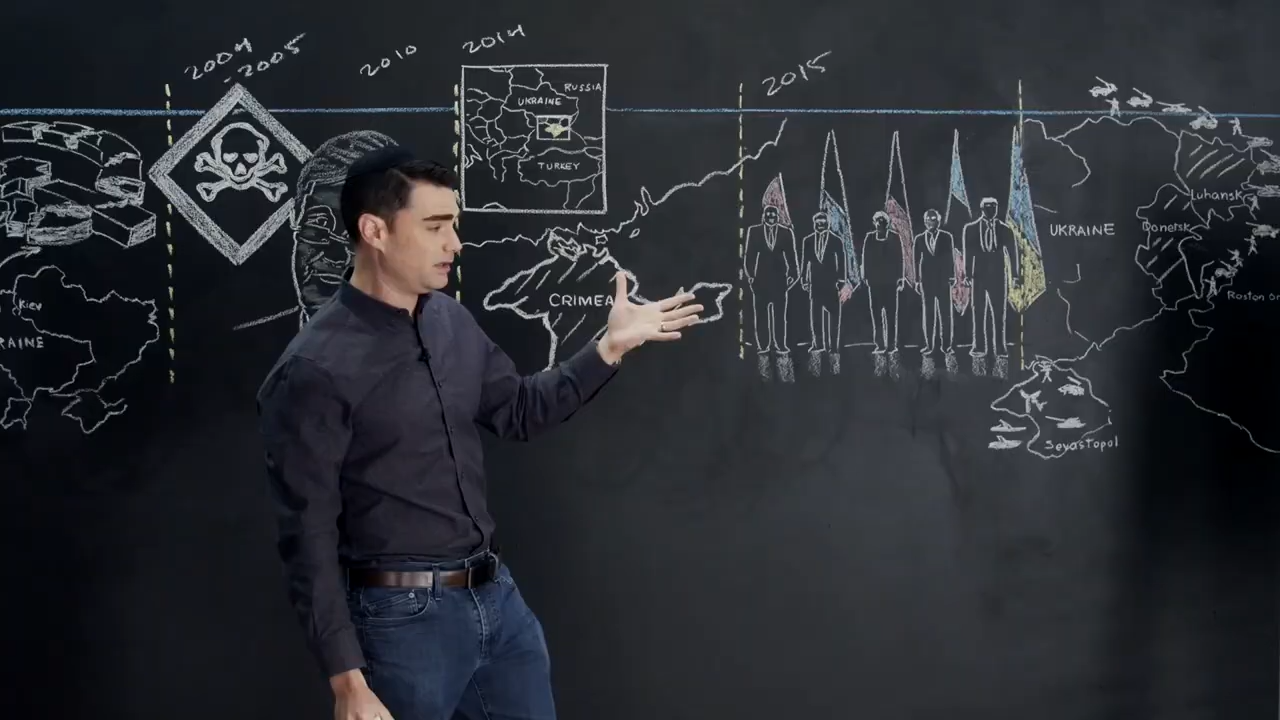 2004
-2005
2010
2014
2015
RUSSIA
UKRAINE
TURKEY
Kiev
RAINE
CRIMEA
UKRAINE
Luhansk
Donetsk
Sevastopol